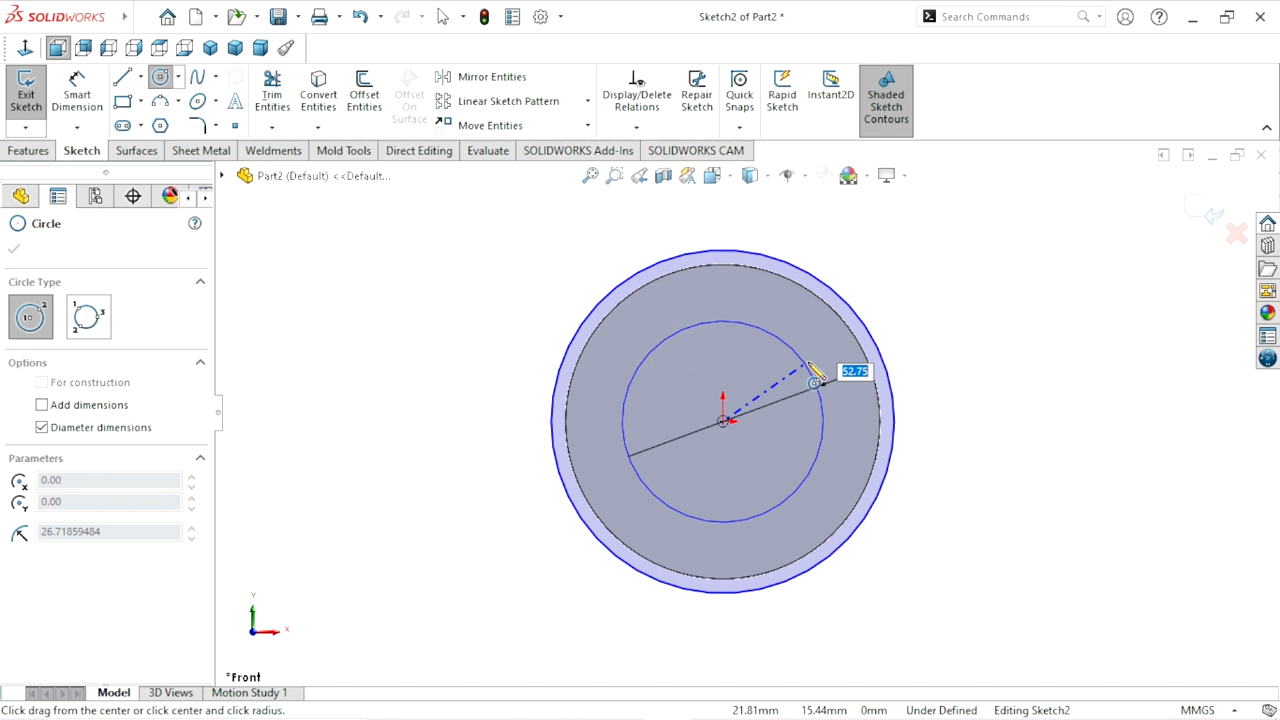 SOLIDWORKS
Sketch2 of Part2 *
Search Commands
Exit Sketch
Smart Dimension
Trim Entities
Convert Entities
Offset Entities
Offset On Surface
Mirror Entities
Linear Sketch Pattern
Move Entities
Display/Delete Relations
Repair Sketch
Quick Snaps
Rapid Sketch
Instant2D
Shaded Sketch Contours
Features
Sketch
Surfaces
Sheet Metal
Weldments
Mold Tools
Direct Editing
Evaluate
SOLIDWORKS Add-Ins
SOLIDWORKS CAM
Part2 (Default) <<Default...
Circle
Circle Type
Options
For construction
Add dimensions
Diameter dimensions
Parameters
0.00
0.00
26.71859484
52.75
Y
X
*Front
Model
3D Views
Motion Study 1
Click drag from the center or click center and click radius.
21.81mm
15.44mm
0mm
Under Defined
Editing Sketch2
MMGS